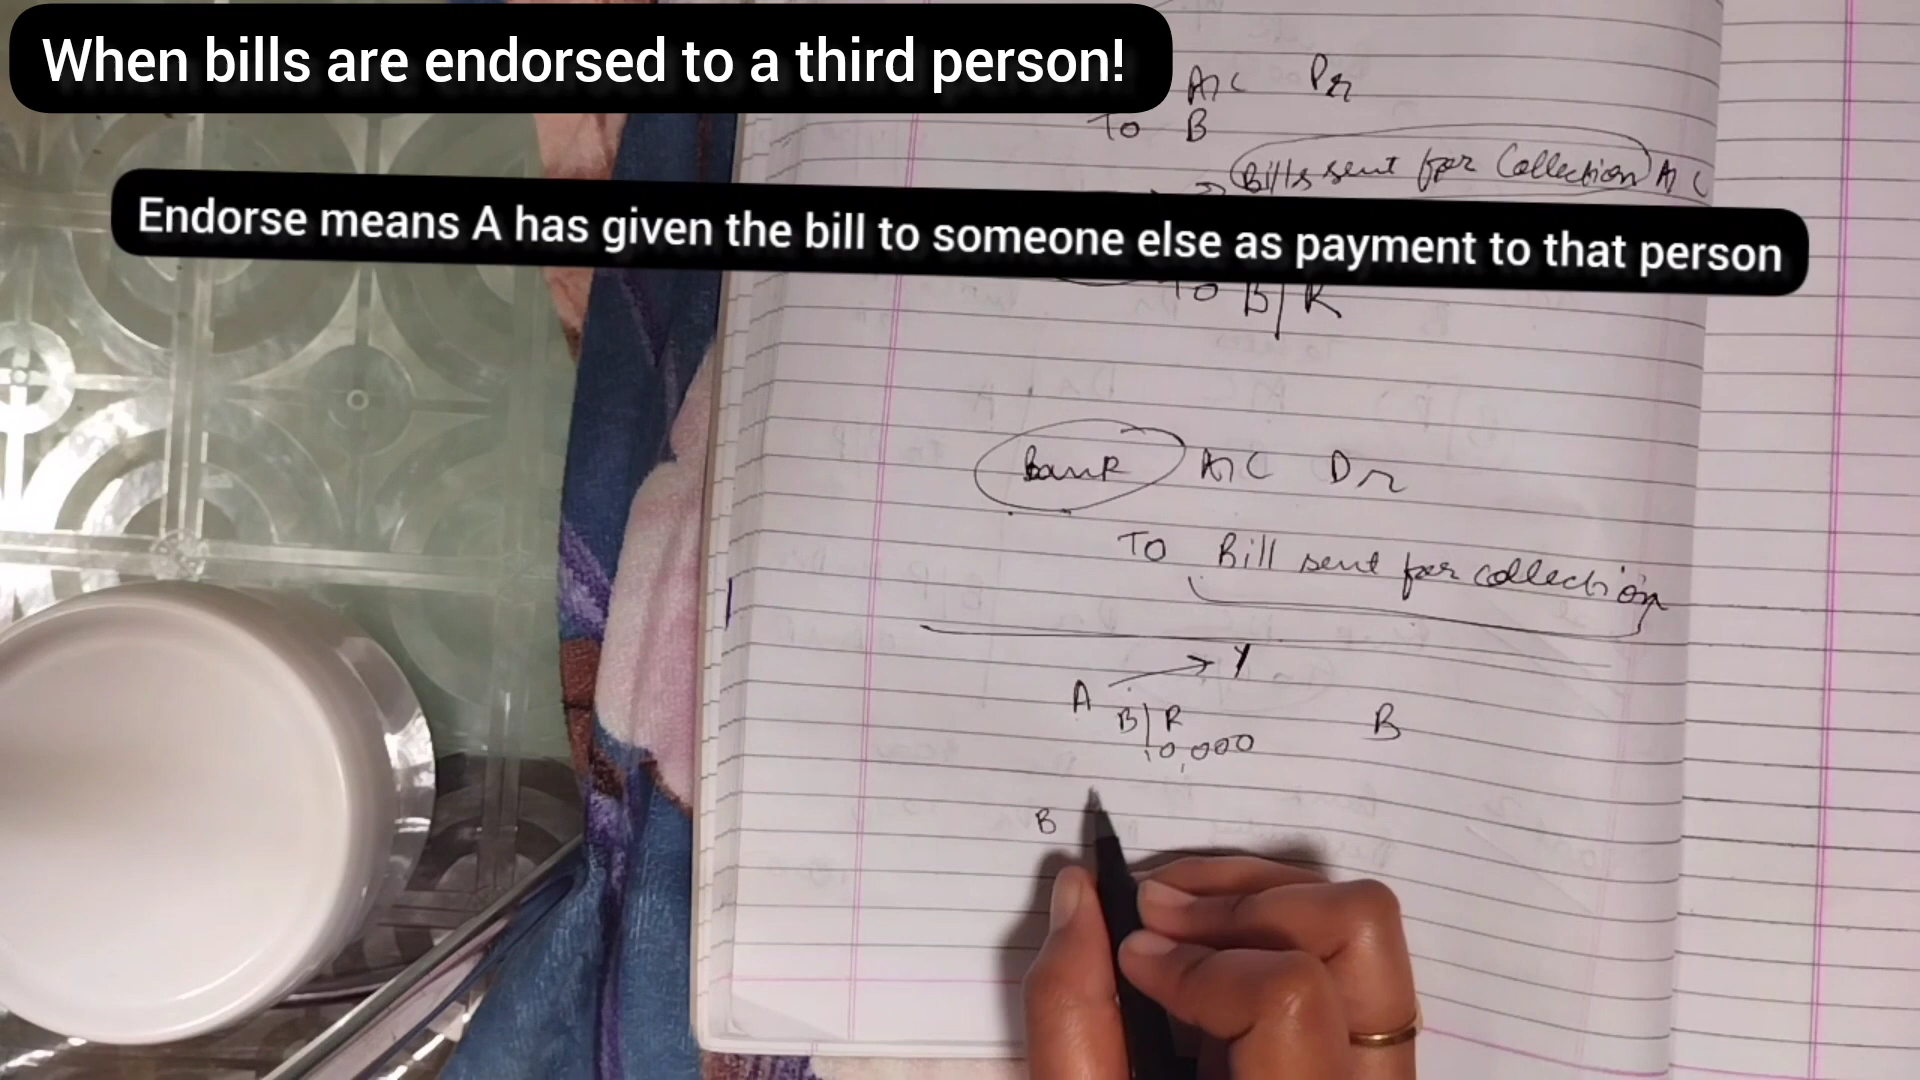 When bills are endorsed to a third person!
A/C Dr
To B
Bills sent for Collection A/C
Endorse means A has given the bill to someone else as payment to that person
To B/R
Bank A/C Dr
To Bill sent for collection
Y
A B/R B
10,000
B